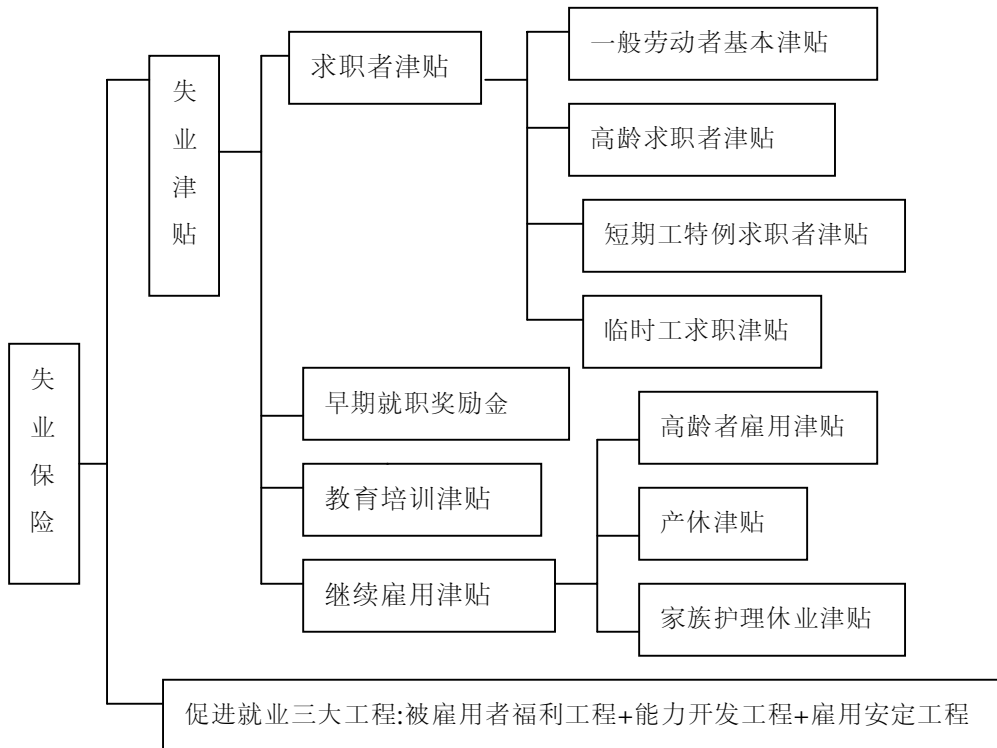 失业保险
失业津贴
求职者津贴
一般劳动者基本津贴
高龄求职者津贴
短期工特例求职者津贴
临时工求职津贴
早期就职奖励金
教育培训津贴
继续雇用津贴
高龄者雇用津贴
产休津贴
家族护理休业津贴
促进就业三大工程:被雇用者福利工程+能力开发工程+雇用安定工程